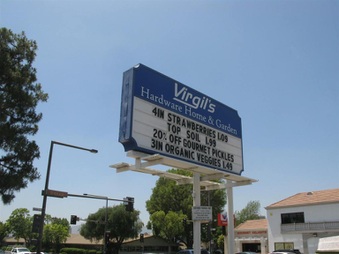 Virgil's
Hardware Home & Garden
4IN STRAWBERRIES 1.09
TOP SOIL 1.99
20% OFF GOURMET PICKLES
3IN ORGANIC VEGGIES 1.49